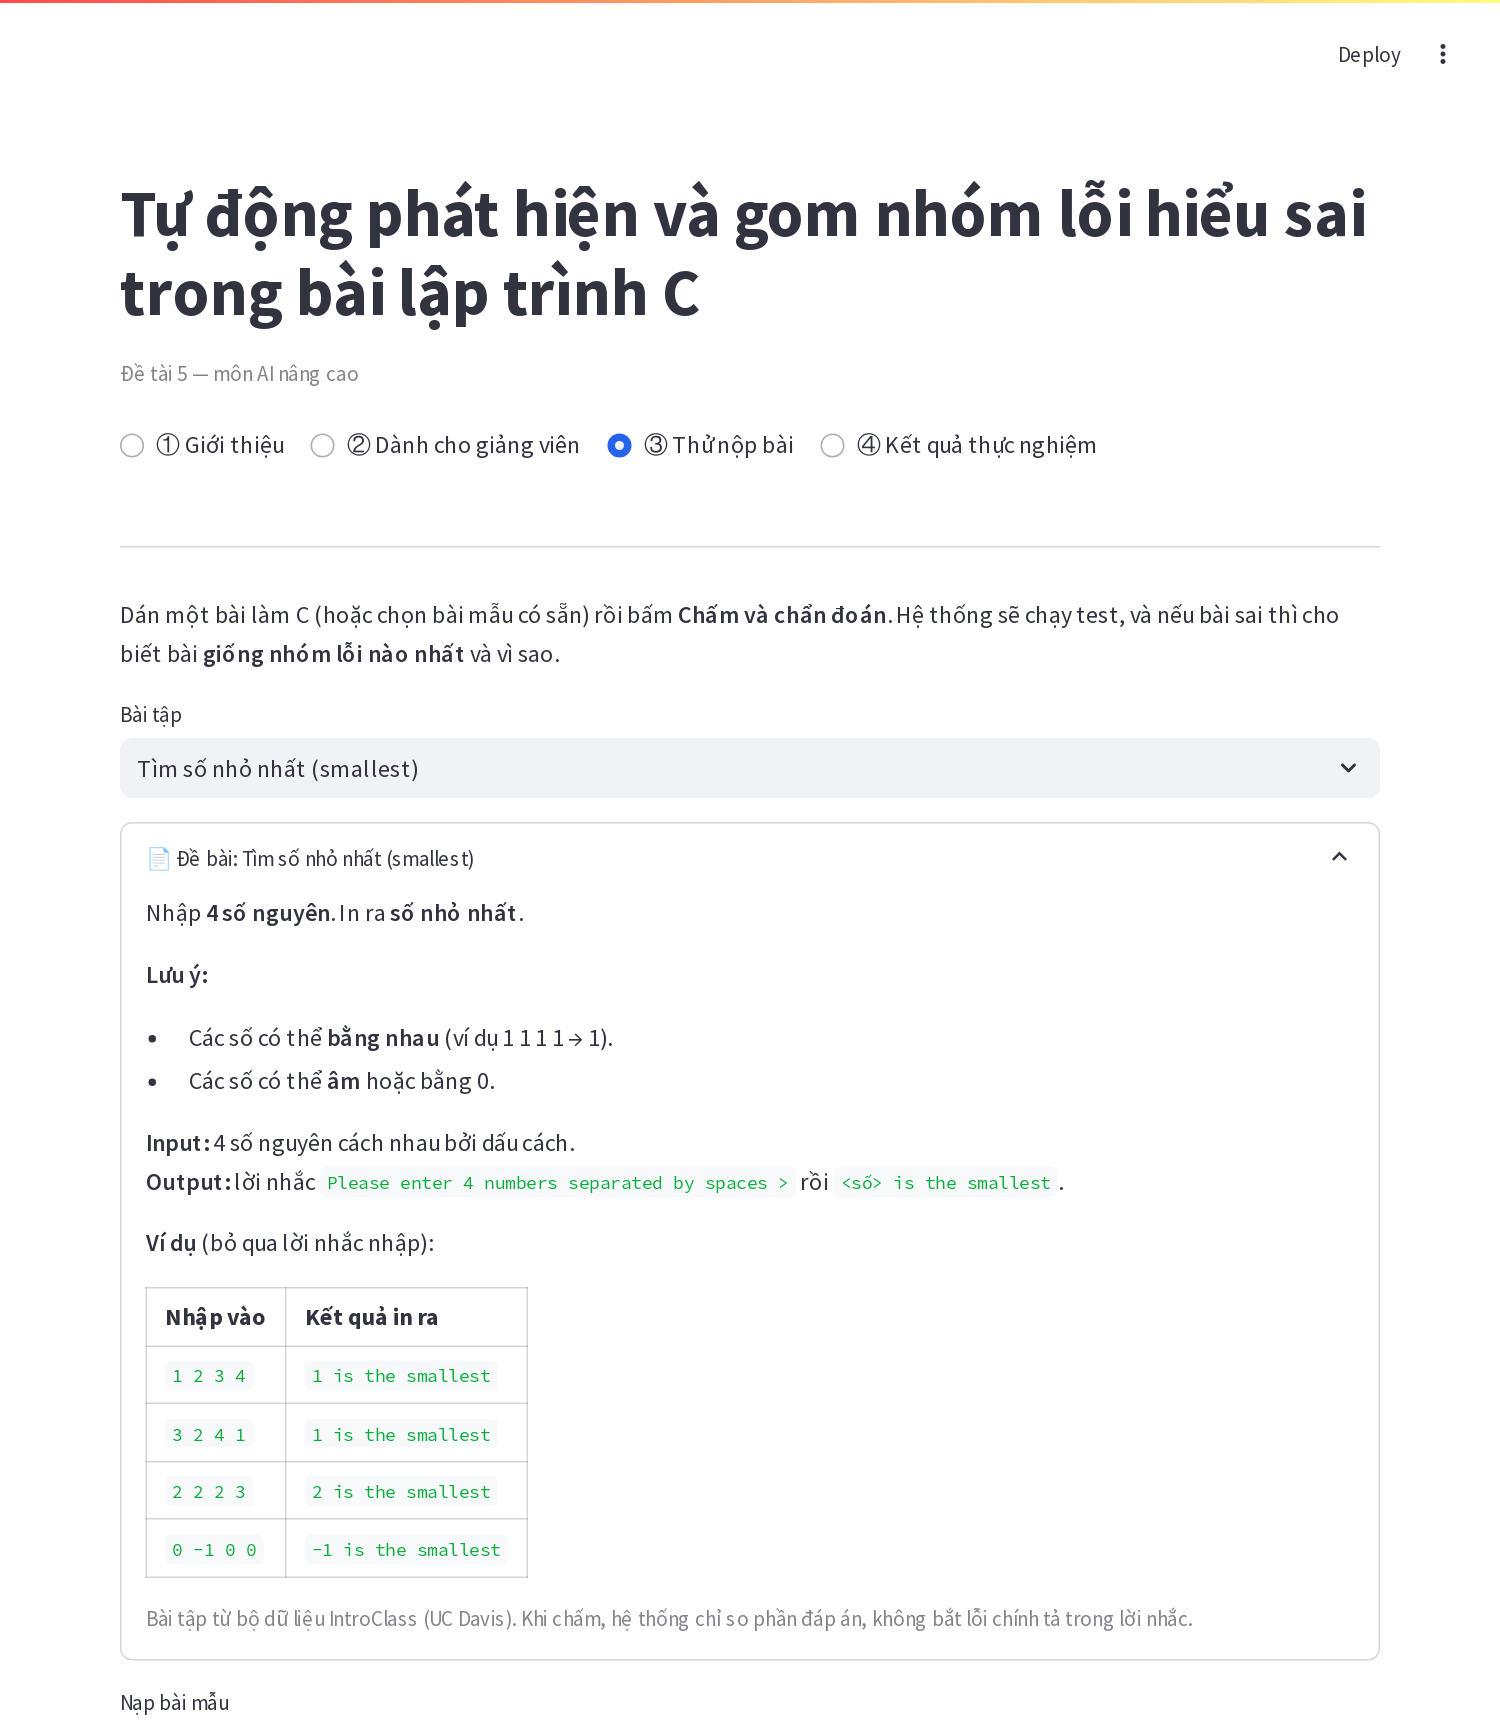 Deploy
Tự động phát hiện và gom nhóm lỗi hiểu sai
trong bài lập trình C
Đề tài 5 — môn AI nâng cao
① Giới thiệu ② Dành cho giảng viên ③ Thử nộp bài ④ Kết quả thực nghiệm
Dán một bài làm C (hoặc chọn bài mẫu có sẵn) rồi bấm Chấm và chẩn đoán. Hệ thống sẽ chạy test, và nếu bài sai thì cho
biết bài giống nhóm lỗi nào nhất và vì sao.
Bài tập
Tìm số nhỏ nhất (smallest)
📄 Đề bài: Tìm số nhỏ nhất (smallest)
Nhập 4 số nguyên. In ra số nhỏ nhất.
Lưu ý:
• Các số có thể bằng nhau (ví dụ 1 1 1 1 → 1).
• Các số có thể âm hoặc bằng 0.
Input: 4 số nguyên cách nhau bởi dấu cách.
Output: lời nhắc Please enter 4 numbers separated by spaces > rồi <số> is the smallest.
Ví dụ (bỏ qua lời nhắc nhập):
Nhập vào Kết quả in ra
1 2 3 4 1 is the smallest
3 2 4 1 1 is the smallest
2 2 2 3 2 is the smallest
0 -1 0 0 -1 is the smallest
Bài tập từ bộ dữ liệu IntroClass (UC Davis). Khi chấm, hệ thống chỉ so phần đáp án, không bắt lỗi chính tả trong lời nhắc.
Nạp bài mẫu